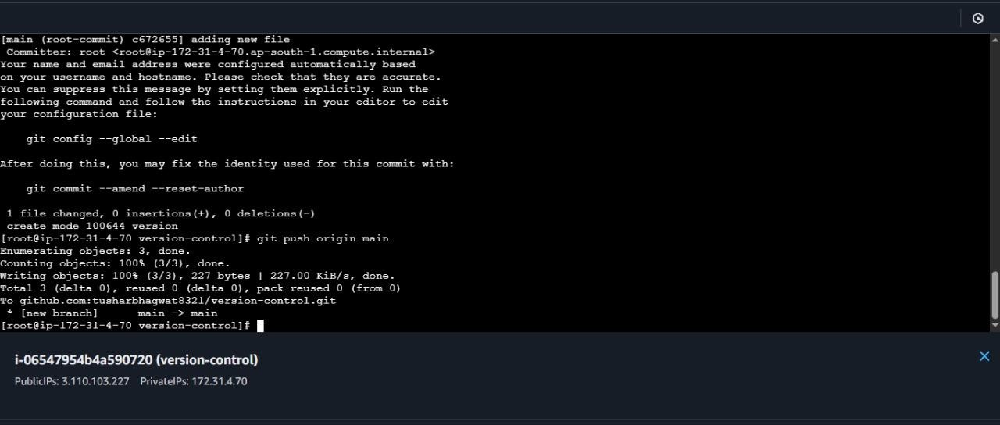 [main (root-commit) c672655] adding new file
 Committer: root <root@ip-172-31-4-70.ap-south-1.compute.internal>
Your name and email address were configured automatically based
on your username and hostname. Please check that they are accurate.
You can suppress this message by setting them explicitly. Run the
following command and follow the instructions in your editor to edit
your configuration file:
    git config --global --edit
After doing this, you may fix the identity used for this commit with:
    git commit --amend --reset-author
 1 file changed, 0 insertions(+), 0 deletions(-)
 create mode 100644 version
[root@ip-172-31-4-70 version-control]# git push origin main
Enumerating objects: 3, done.
Counting objects: 100% (3/3), done.
Writing objects: 100% (3/3), 227 bytes | 227.00 KiB/s, done.
Total 3 (delta 0), reused 0 (delta 0), pack-reused 0 (from 0)
To github.com:tusharbhagwat8321/version-control.git
 * [new branch]      main -> main
[root@ip-172-31-4-70 version-control]#
i-06547954b4a590720 (version-control)
PublicIPs: 3.110.103.227    PrivateIPs: 172.31.4.70